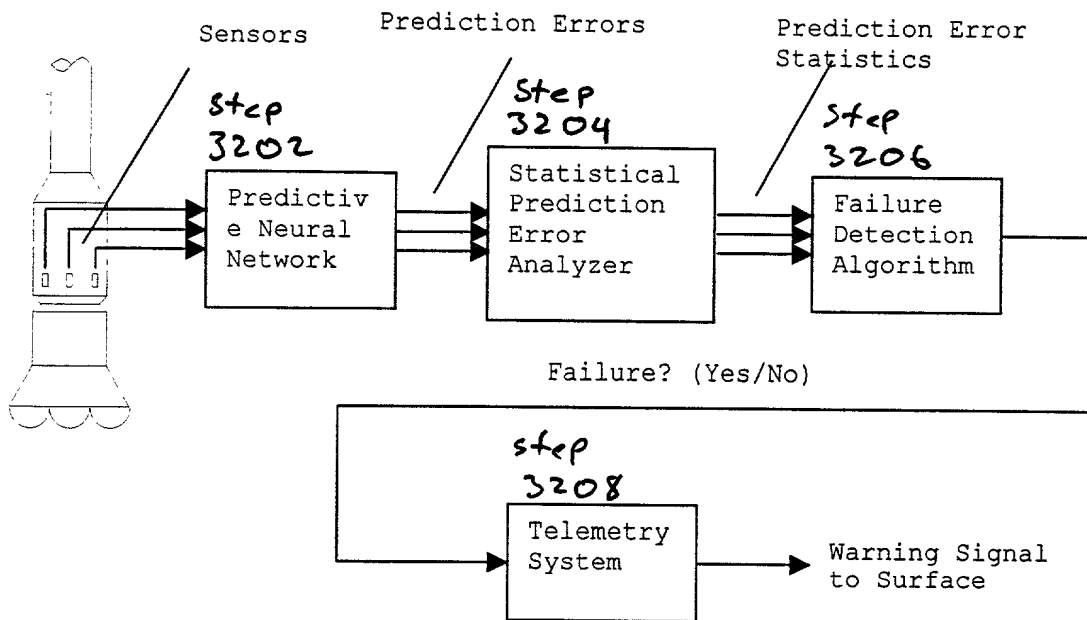 Sensors
Prediction Errors
Prediction Error
Statistics
step
3202
step
3204
step
3206
Predictiv
e Neural
Network
Statistical
Prediction
Error
Analyzer
Failure
Detection
Algorithm
Failure? (Yes/No)
step
3208
Telemetry
System
Warning Signal
to Surface